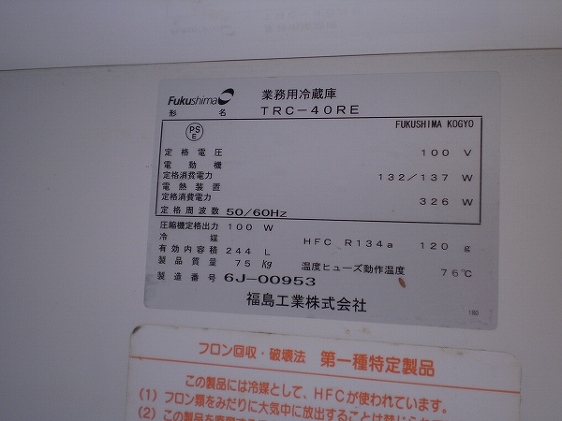 Fukushima 業務用冷蔵庫
形名 TRC-40RE
PS E FUKUSHIMA KOGYO
定格電圧 100 V
電動機
定格消費電力 132/137 W
電熱装置
定格消費電力 326 W
定格周波数 50/60Hz
圧縮機定格出力 100 W
冷媒 HFC R134a 120 g
有効内容積 244 L
製品質量 75 kg 温度ヒューズ動作温度 76℃
製造番号 6J-00953
福島工業株式会社
フロン回収・破壊法 第一種特定製品
この製品には冷媒として、HFCが使われています。
(1) フロン類をみだりに大気中に放出することは禁じられ
(2) この製品を